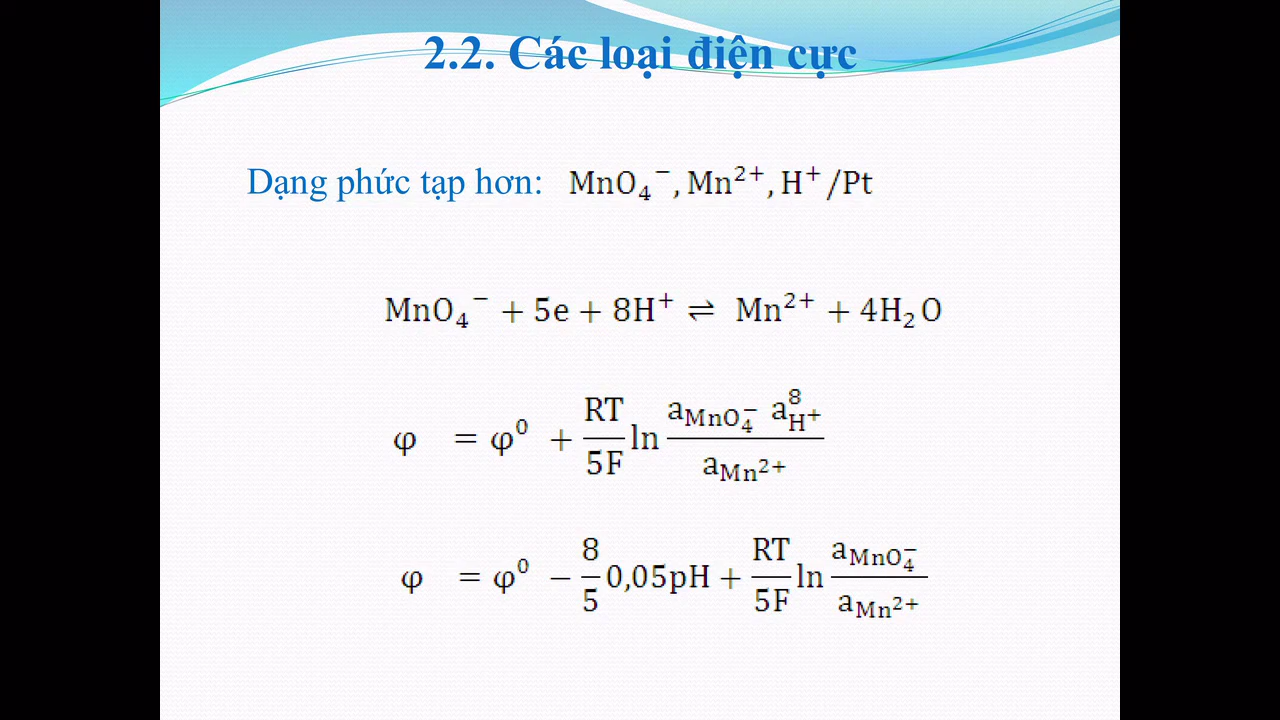 2.2. Các loại điện cực
Dạng phức tạp hơn: MnO₄⁻, Mn²⁺, H⁺/Pt
MnO₄⁻ + 5e + 8H⁺ ⇌ Mn²⁺ + 4H₂O
φ = φ⁰ + RT/5F ln a_MnO₄⁻ a⁸_H⁺ / a_Mn²⁺
φ = φ⁰ − 8/5 0,05pH + RT/5F ln a_MnO₄⁻ / a_Mn²⁺